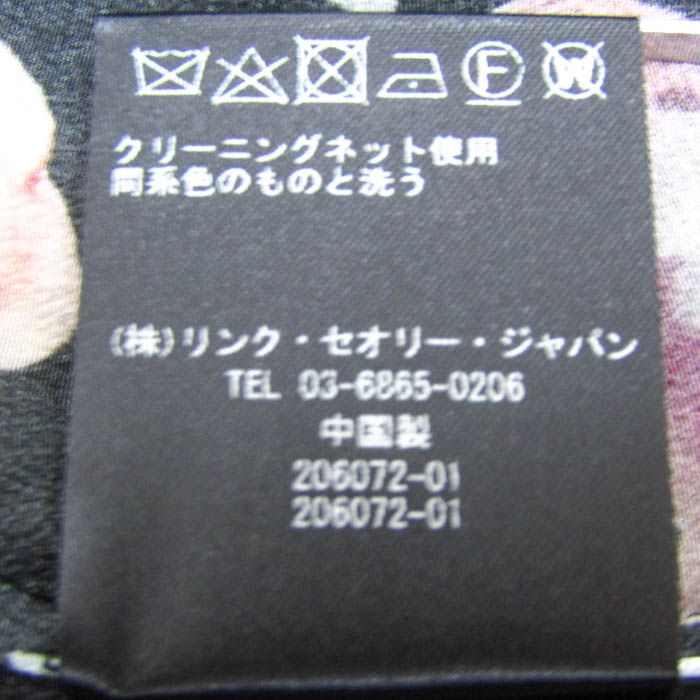 F W
クリーニングネット使用
同系色のものと洗う
(株)リンク・セオリー・ジャパン
TEL 03-6865-0206
中国製
206072-01
206072-01